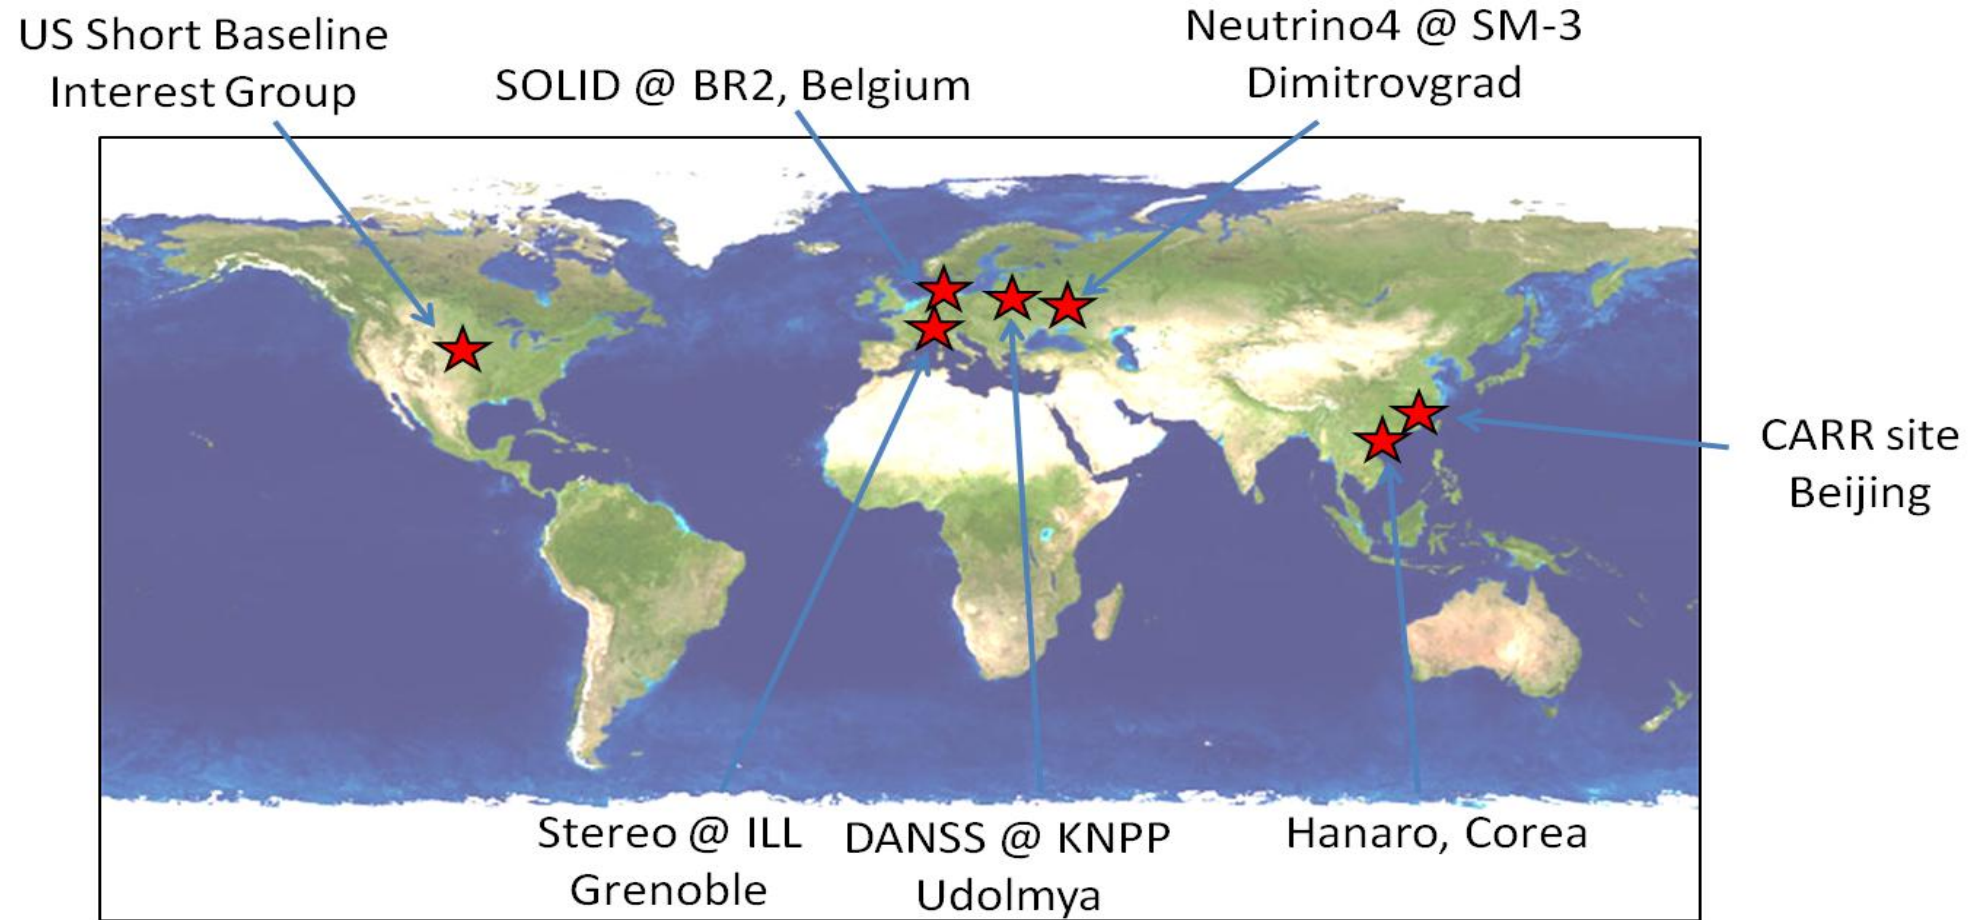 US Short Baseline
Interest Group
SOLID @ BR2, Belgium
Neutrino4 @ SM-3
Dimitrovgrad
CARR site
Beijing
Stereo @ ILL
Grenoble
DANSS @ KNPP
Udolmya
Hanaro, Corea